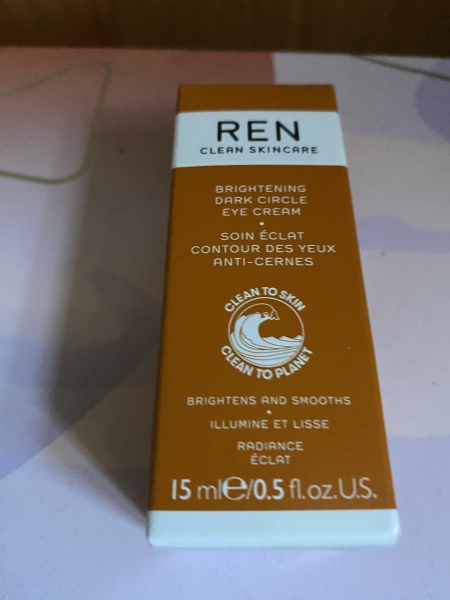 REN
CLEAN SKINCARE
BRIGHTENING
DARK CIRCLE
EYE CREAM
•
SOIN ÉCLAT
CONTOUR DES YEUX
ANTI-CERNES
CLEAN TO SKIN
CLEAN TO PLANET
BRIGHTENS AND SMOOTHS
•
ILLUMINE ET LISSE
RADIANCE
ÉCLAT
15 ml℮/0.5 fl.oz.U.S.